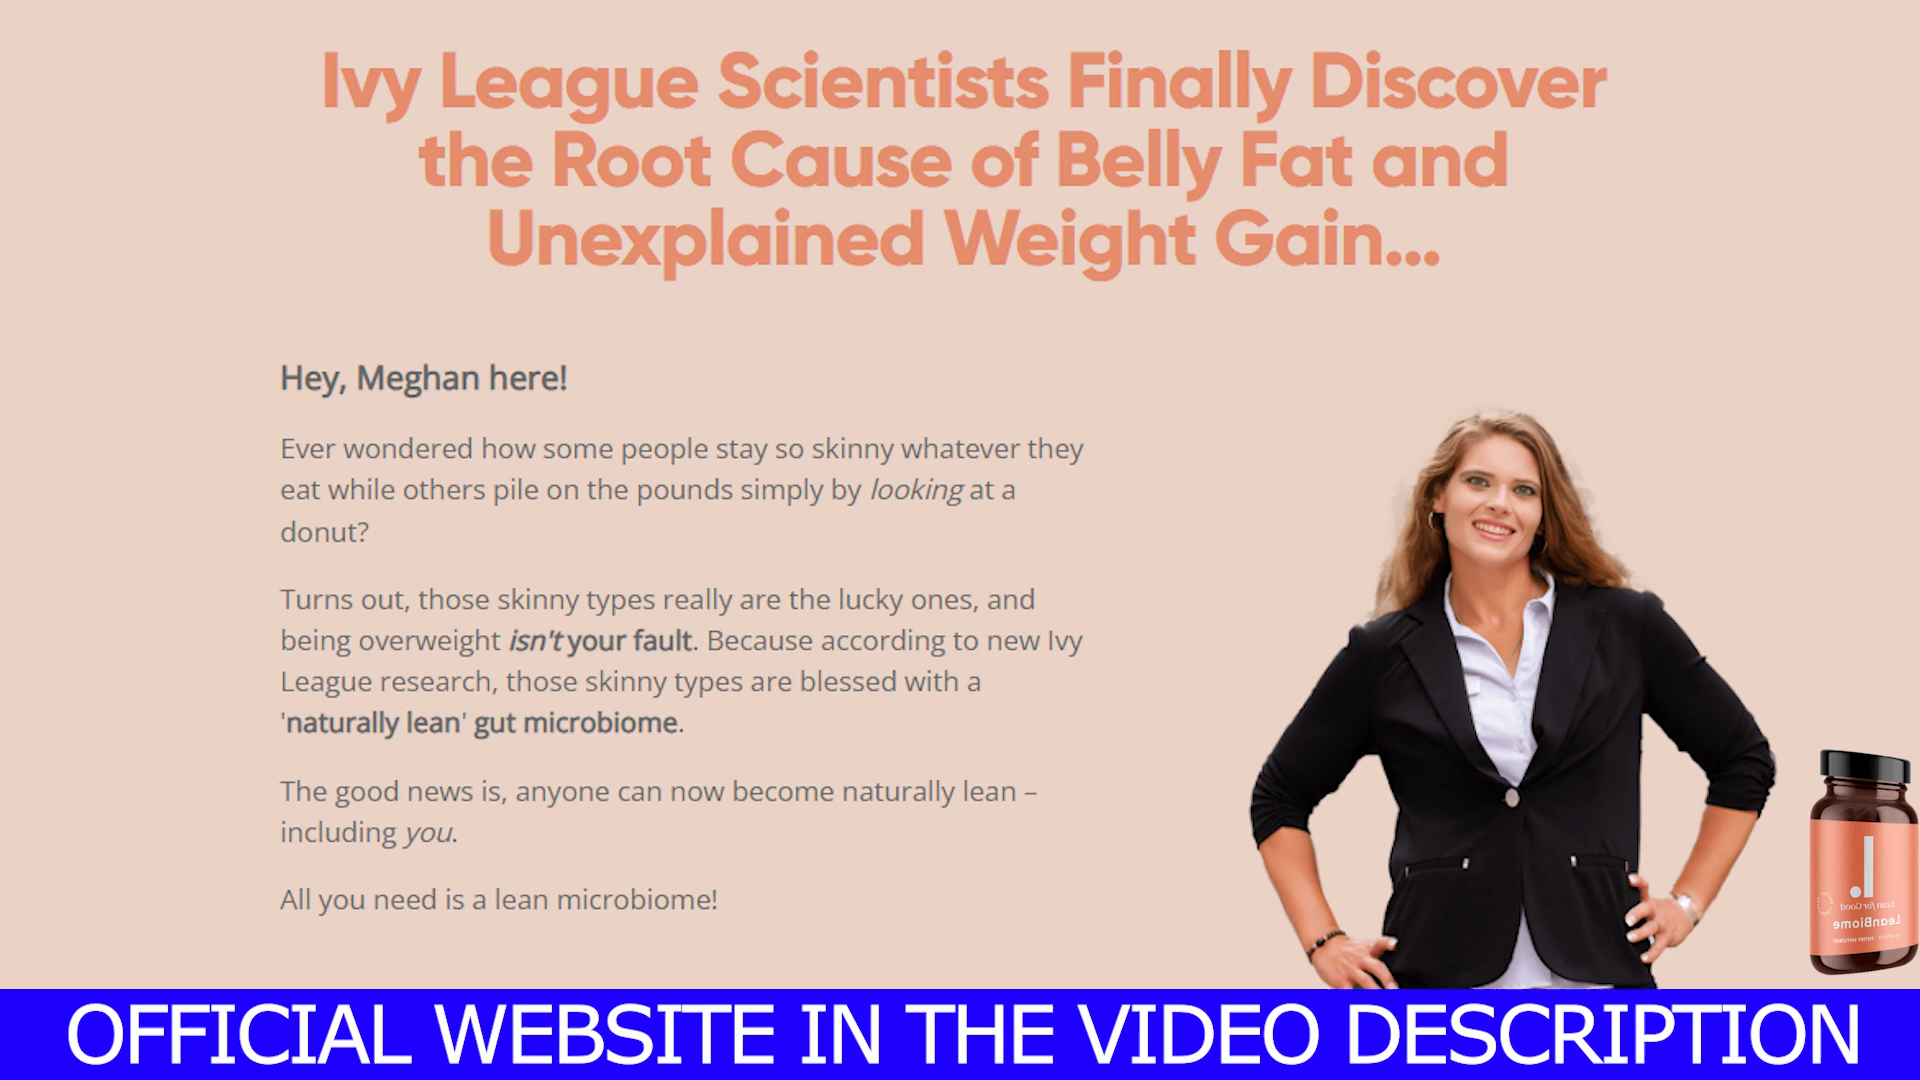 Ivy League Scientists Finally Discover
the Root Cause of Belly Fat and
Unexplained Weight Gain...
Hey, Meghan here!
Ever wondered how some people stay so skinny whatever they
eat while others pile on the pounds simply by looking at a
donut?
Turns out, those skinny types really are the lucky ones, and
being overweight isn't your fault. Because according to new Ivy
League research, those skinny types are blessed with a
'naturally lean' gut microbiome.
The good news is, anyone can now become naturally lean –
including you.
All you need is a lean microbiome!
Lean for Good
LeanBiome
OFFICIAL WEBSITE IN THE VIDEO DESCRIPTION